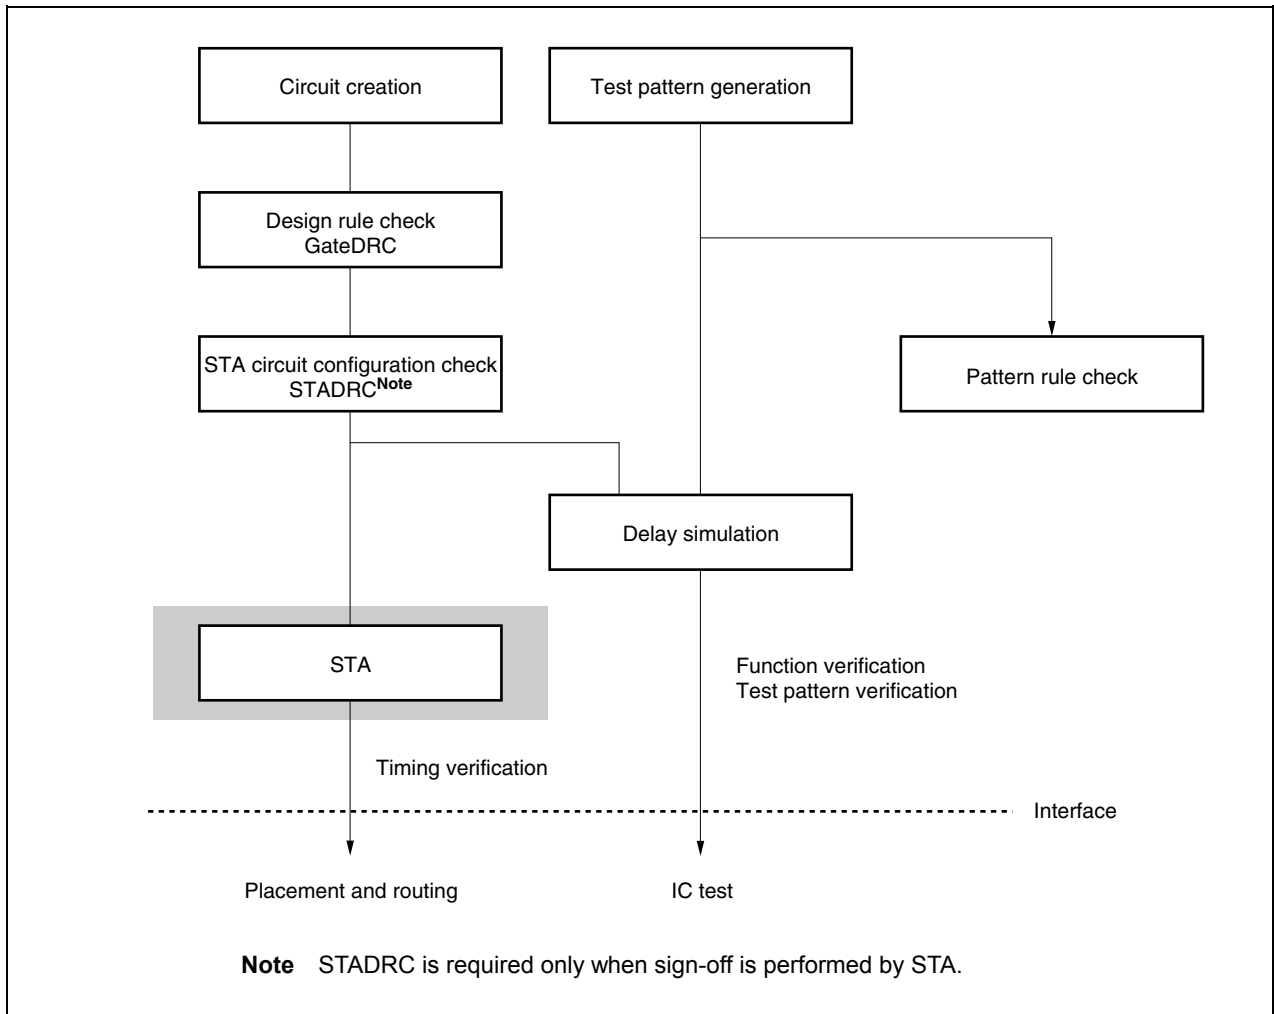 Circuit creation
Test pattern generation
Design rule check
GateDRC
STA circuit configuration check
STADRCNote
Pattern rule check
Delay simulation
STA
Function verification
Test pattern verification
Timing verification
Interface
Placement and routing
IC test
Note STADRC is required only when sign-off is performed by STA.